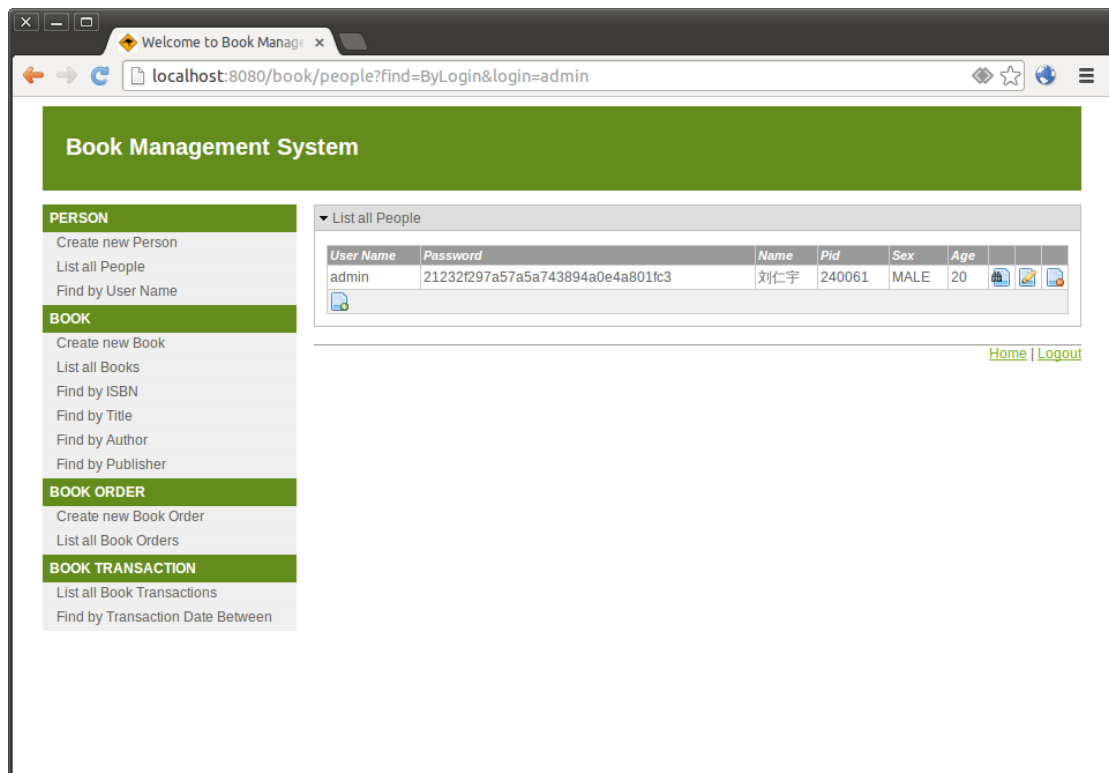 Welcome to Book Manage
localhost:8080/book/people?find=ByLogin&login=admin
Book Management System
PERSON
Create new Person
List all People
Find by User Name
BOOK
Create new Book
List all Books
Find by ISBN
Find by Title
Find by Author
Find by Publisher
BOOK ORDER
Create new Book Order
List all Book Orders
BOOK TRANSACTION
List all Book Transactions
Find by Transaction Date Between
List all People
User Name Password Name Pid Sex Age
admin 21232f297a57a5a743894a0e4a801fc3 刘仁宇 240061 MALE 20
Home | Logout